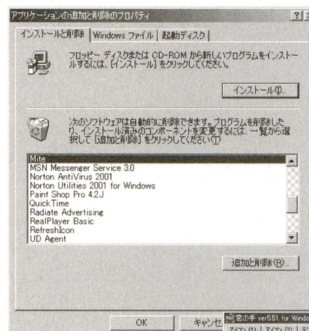 アプリケーションの追加と削除のプロパティ
インストールと削除 Windows ファイル 起動ディスク
フロッピー ディスクまたは CD-ROM から新しいプログラムをインストー
ルするには、[インストール] をクリックしてください。
インストール(I)...
次のソフトウェアは自動的に削除できます。プログラムを削除した
り、インストール済みのコンポーネントを変更するには、一覧から選
択して [追加と削除] をクリックしてください(T)
Mite
MSN Messenger Service 3.0
Norton AntiVirus 2001
Norton Utilities 2001 for Windows
Paint Shop Pro 4.2J
QuickTime
Radiate Advertising
RealPlayer Basic
RefreshIcon
UD Agent
追加と削除(R)...
OK キャンセ
窓の手 ver5.51 for Windo